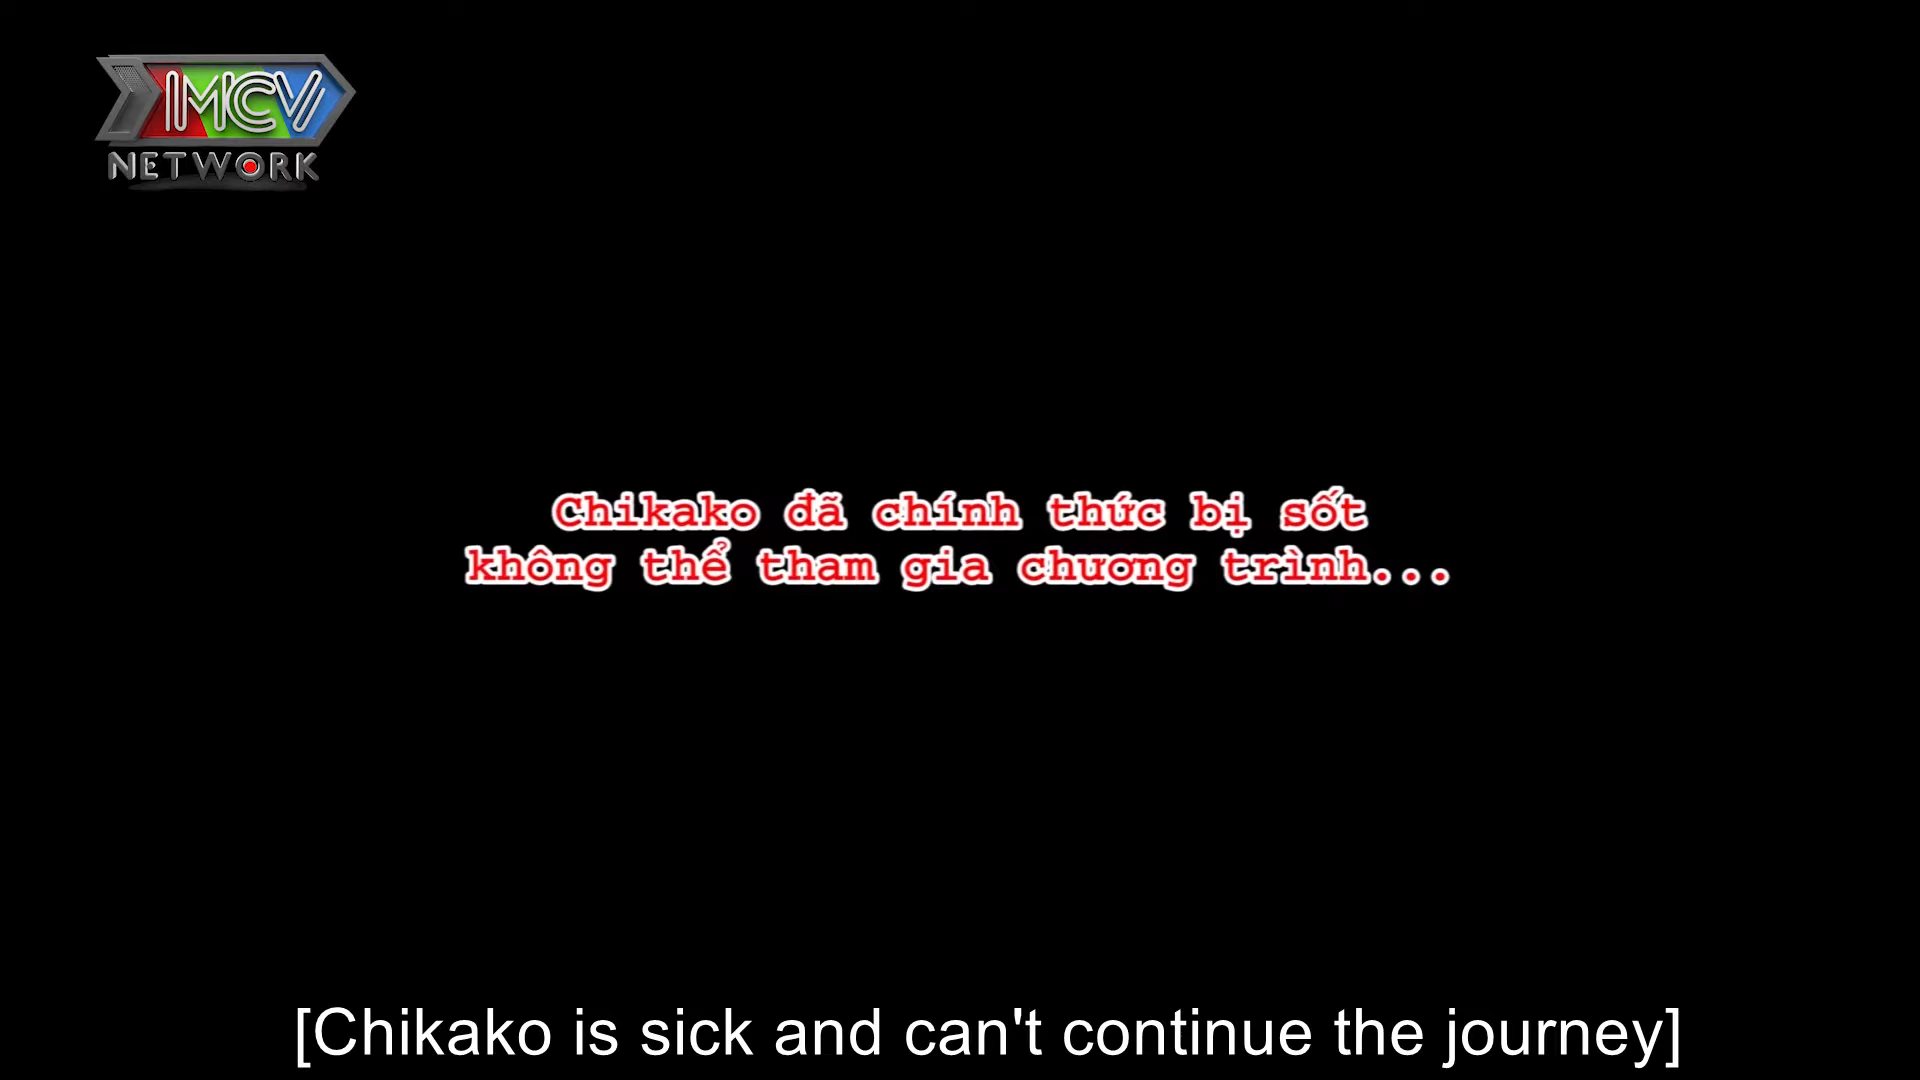 MCV
NETWORK
Chikako đã chính thức bị sốt
không thể tham gia chương trình...
[Chikako is sick and can't continue the journey]